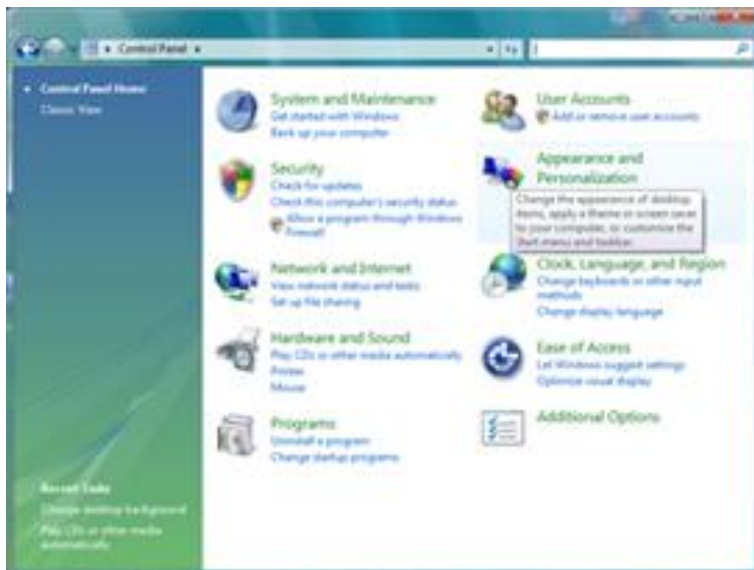 Control Panel
Control Panel Home
Classic View
System and Maintenance
Get started with Windows
Back up your computer
Security
Check for updates
Check this computer's security status
Allow a program through Windows
Firewall
Network and Internet
View network status and tasks
Set up file sharing
Hardware and Sound
Play CDs or other media automatically
Printer
Mouse
Programs
Uninstall a program
Change startup programs
User Accounts
Add or remove user accounts
Appearance and
Personalization
Change the appearance of desktop
items, apply a theme or screen saver
to your computer, or customize the
Start menu and taskbar.
Clock, Language, and Region
Change keyboards or other input
methods
Change display language
Ease of Access
Let Windows suggest settings
Optimize visual display
Additional Options
Recent Tasks
Change desktop background
Play CDs or other media
automatically